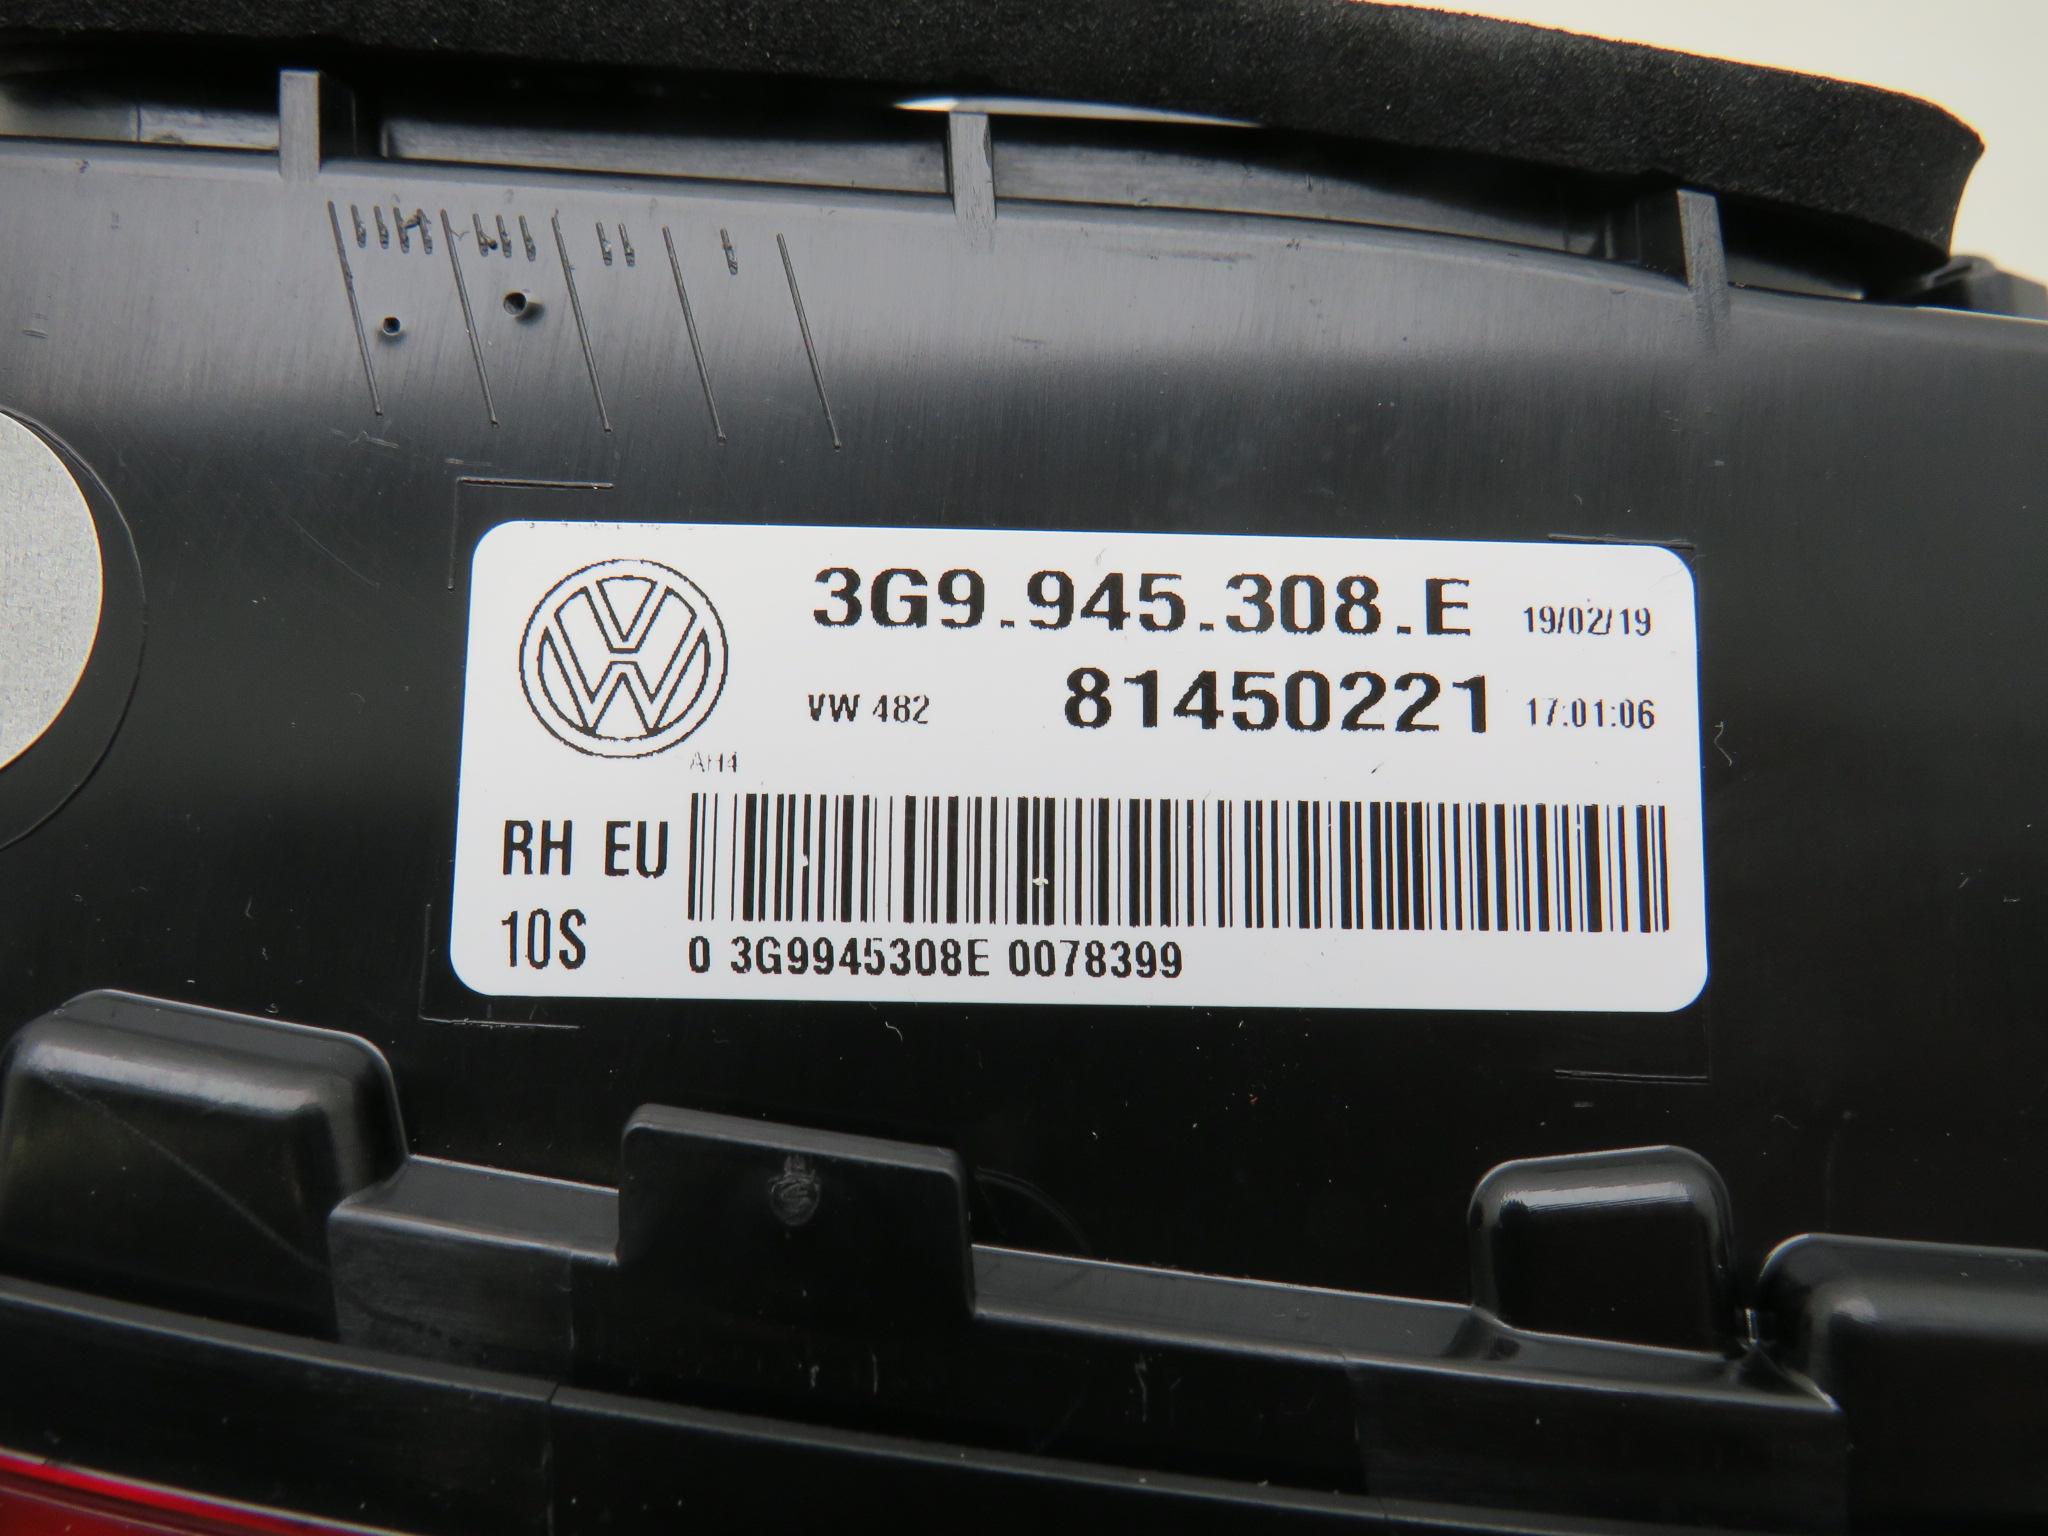 3G9.945.308.E 19/02/19
VW 482 81450221 17:01:06
AH4
RH EU
10S
0 3G9945308E 0078399